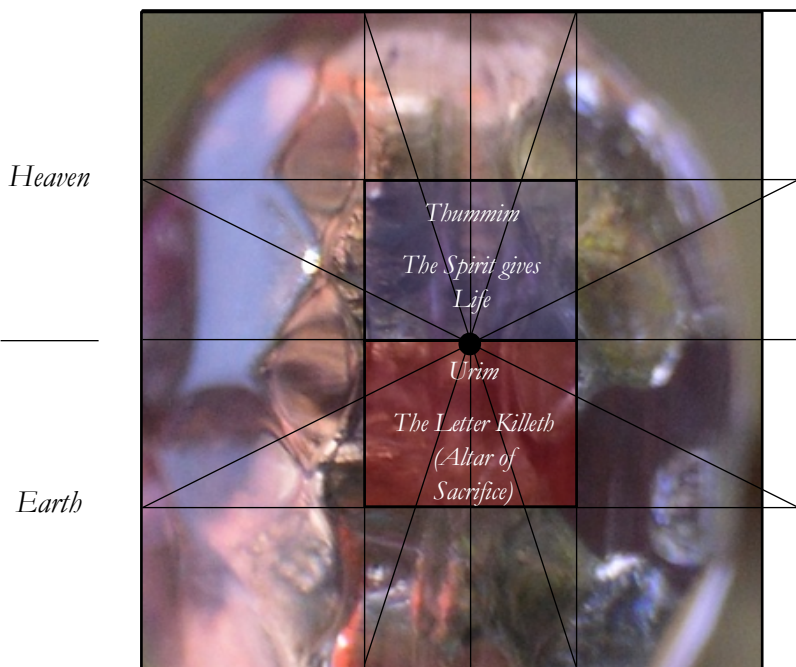 Heaven
Thummim
The Spirit gives
Life
Urim
The Letter Killeth
(Altar of
Sacrifice)
Earth